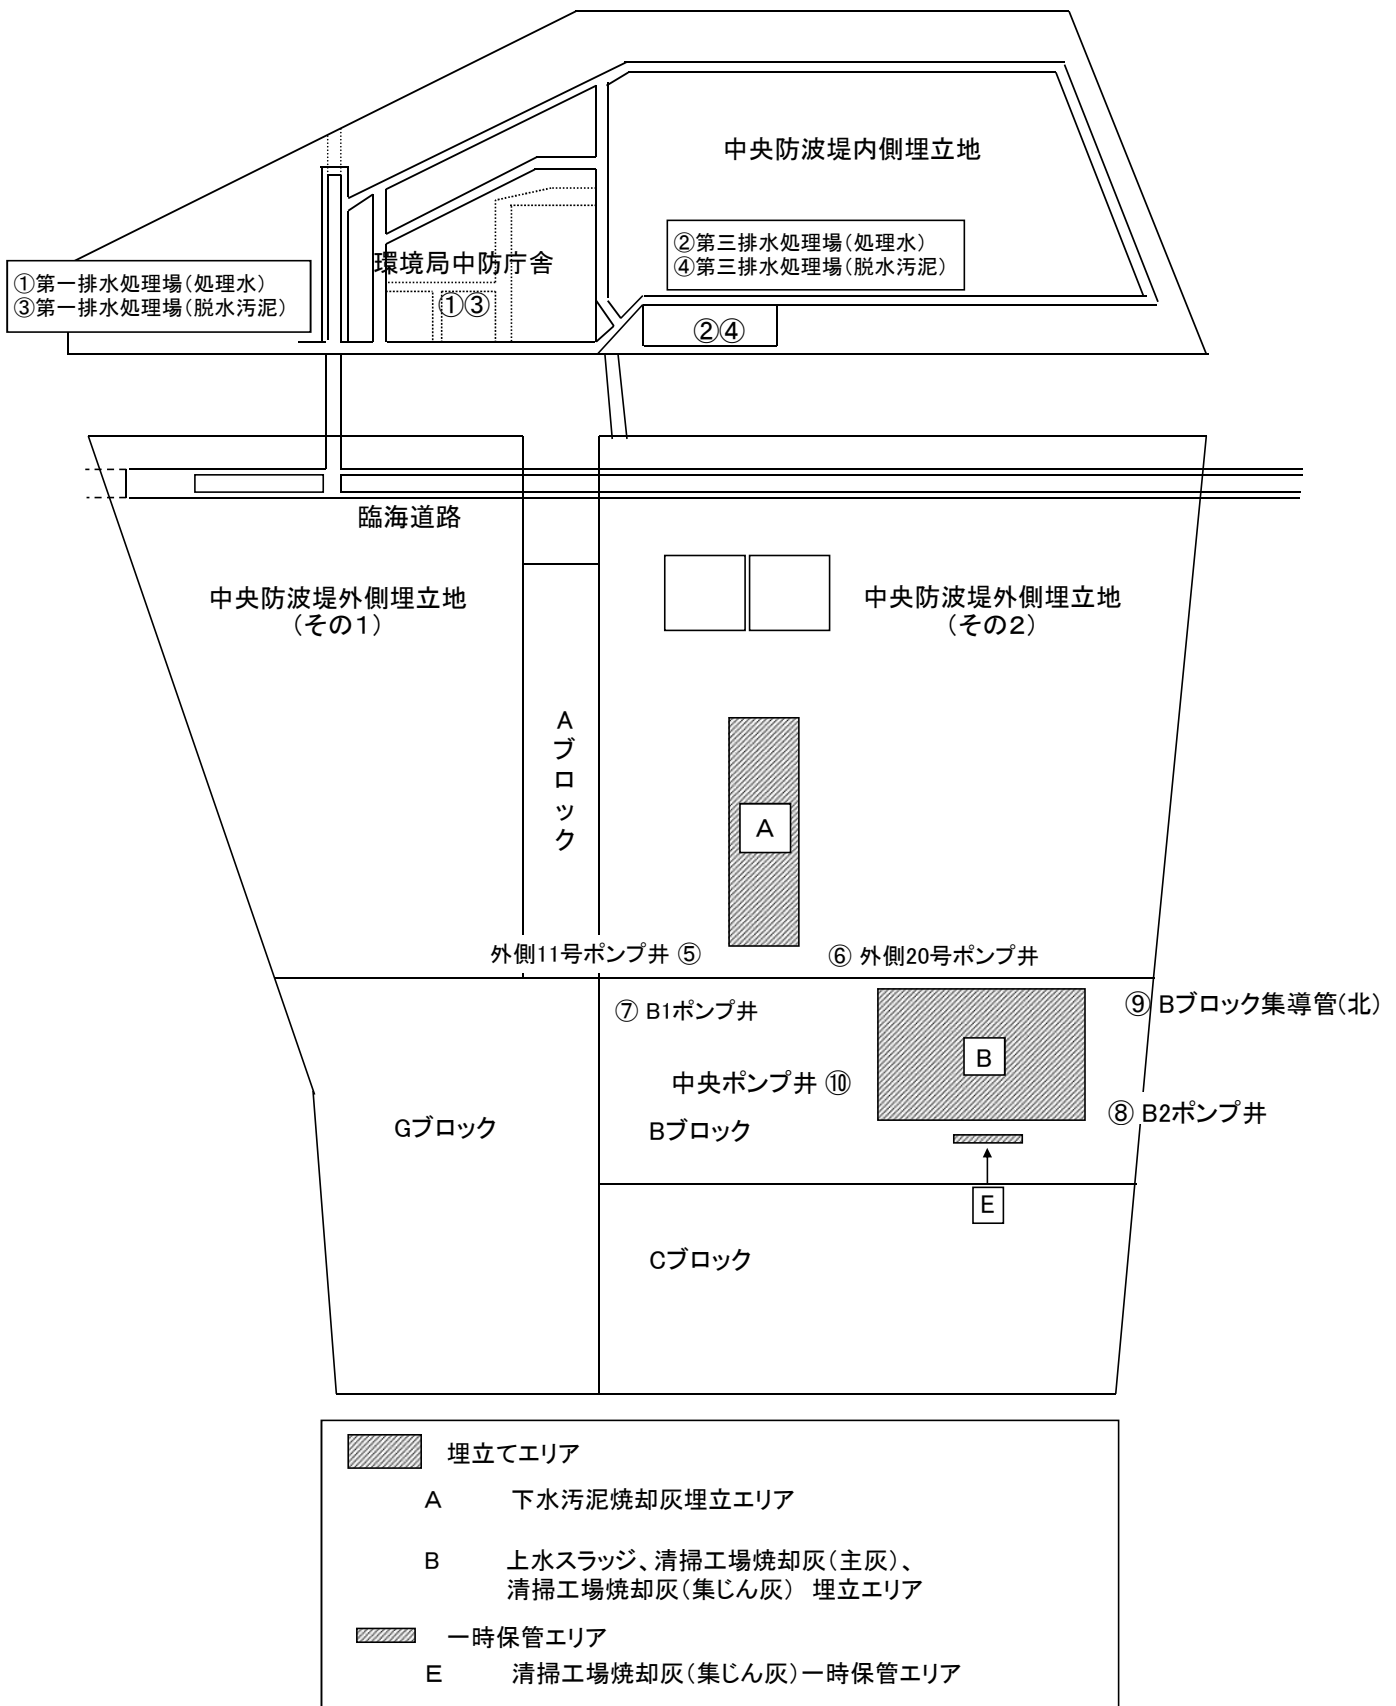 中央防波堤内側埋立地
②第三排水処理場(処理水)
④第三排水処理場(脱水汚泥)
環境局中防庁舎
①第一排水処理場(処理水)
③第一排水処理場(脱水汚泥)
①③
②④
臨海道路
中央防波堤外側埋立地
(その1)
中央防波堤外側埋立地
(その2)
Aブロック
A
外側11号ポンプ井 ⑤
⑥ 外側20号ポンプ井
⑦ B1ポンプ井
⑨ Bブロック集導管(北)
B
中央ポンプ井 ⑩
⑧ B2ポンプ井
Gブロック
Bブロック
E
Cブロック
埋立てエリア
A 下水汚泥焼却灰埋立エリア
B 上水スラッジ、清掃工場焼却灰(主灰)、
清掃工場焼却灰(集じん灰) 埋立エリア
一時保管エリア
E 清掃工場焼却灰(集じん灰)一時保管エリア